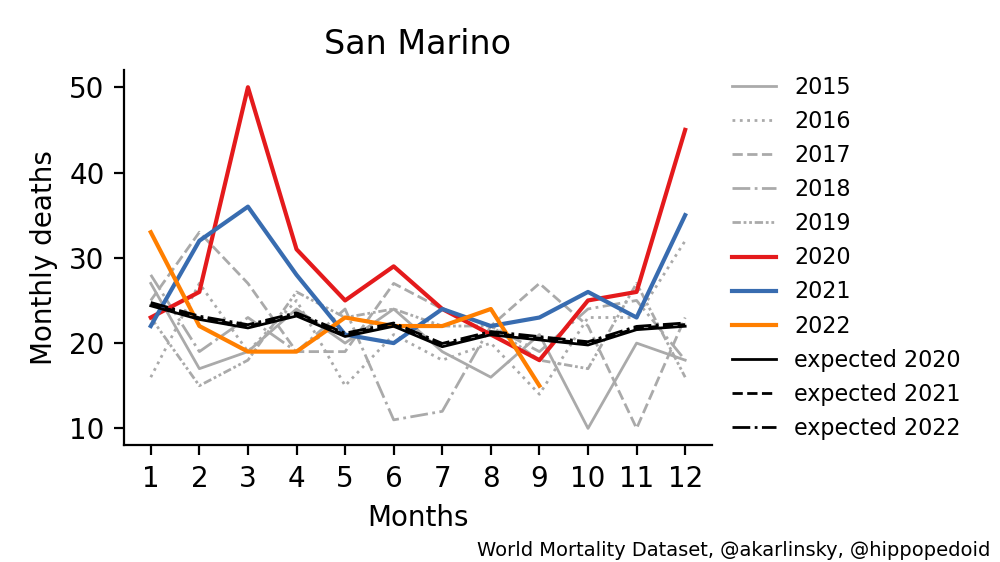 San Marino
Monthly deaths
50
40
30
20
10
1 2 3 4 5 6 7 8 9 10 11 12
Months
2015
2016
2017
2018
2019
2020
2021
2022
expected 2020
expected 2021
expected 2022
World Mortality Dataset, @akarlinsky, @hippopedoid